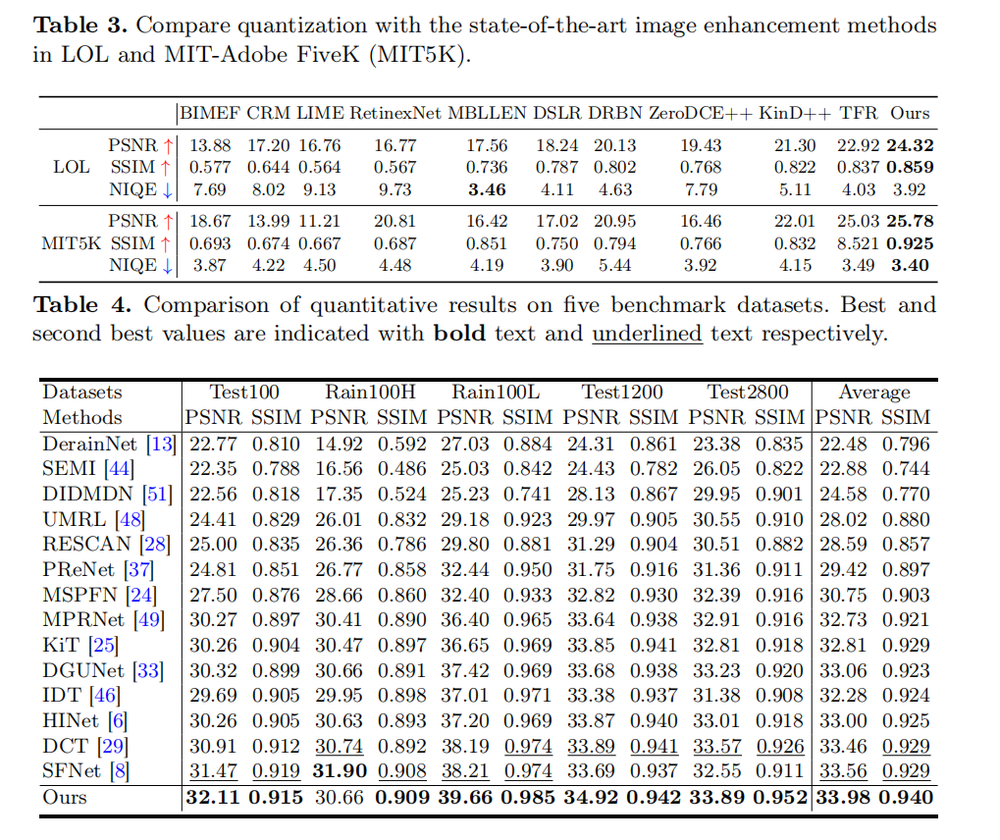 Table 3. Compare quantization with the state-of-the-art image enhancement methods
in LOL and MIT-Adobe FiveK (MIT5K).
BIMEF CRM LIME RetinexNet MBLLEN DSLR DRBN ZeroDCE++ KinD++ TFR Ours
PSNR ↑ 13.88 17.20 16.76 16.77 17.56 18.24 20.13 19.43 21.30 22.92 24.32
LOL SSIM ↑ 0.577 0.644 0.564 0.567 0.736 0.787 0.802 0.768 0.822 0.837 0.859
NIQE ↓ 7.69 8.02 9.13 9.73 3.46 4.11 4.63 7.79 5.11 4.03 3.92
PSNR ↑ 18.67 13.99 11.21 20.81 16.42 17.02 20.95 16.46 22.01 25.03 25.78
MIT5K SSIM ↑ 0.693 0.674 0.667 0.687 0.851 0.750 0.794 0.766 0.832 8.521 0.925
NIQE ↓ 3.87 4.22 4.50 4.48 4.19 3.90 5.44 3.92 4.15 3.49 3.40
Table 4. Comparison of quantitative results on five benchmark datasets. Best and
second best values are indicated with bold text and underlined text respectively.
Datasets Test100 Rain100H Rain100L Test1200 Test2800 Average
Methods PSNR SSIM PSNR SSIM PSNR SSIM PSNR SSIM PSNR SSIM PSNR SSIM
DerainNet [13] 22.77 0.810 14.92 0.592 27.03 0.884 24.31 0.861 23.38 0.835 22.48 0.796
SEMI [44] 22.35 0.788 16.56 0.486 25.03 0.842 24.43 0.782 26.05 0.822 22.88 0.744
DIDMDN [51] 22.56 0.818 17.35 0.524 25.23 0.741 28.13 0.867 29.95 0.901 24.58 0.770
UMRL [48] 24.41 0.829 26.01 0.832 29.18 0.923 29.97 0.905 30.55 0.910 28.02 0.880
RESCAN [28] 25.00 0.835 26.36 0.786 29.80 0.881 31.29 0.904 30.51 0.882 28.59 0.857
PReNet [37] 24.81 0.851 26.77 0.858 32.44 0.950 31.75 0.916 31.36 0.911 29.42 0.897
MSPFN [24] 27.50 0.876 28.66 0.860 32.40 0.933 32.82 0.930 32.39 0.916 30.75 0.903
MPRNet [49] 30.27 0.897 30.41 0.890 36.40 0.965 33.64 0.938 32.91 0.916 32.73 0.921
KiT [25] 30.26 0.904 30.47 0.897 36.65 0.969 33.85 0.941 32.81 0.918 32.81 0.929
DGUNet [33] 30.32 0.899 30.66 0.891 37.42 0.969 33.68 0.938 33.23 0.920 33.06 0.923
IDT [46] 29.69 0.905 29.95 0.898 37.01 0.971 33.38 0.937 31.38 0.908 32.28 0.924
HINet [6] 30.26 0.905 30.63 0.893 37.20 0.969 33.87 0.940 33.01 0.918 33.00 0.925
DCT [29] 30.91 0.912 30.74 0.892 38.19 0.974 33.89 0.941 33.57 0.926 33.46 0.929
SFNet [8] 31.47 0.919 31.90 0.908 38.21 0.974 33.69 0.937 32.55 0.911 33.56 0.929
Ours 32.11 0.915 30.66 0.909 39.66 0.985 34.92 0.942 33.89 0.952 33.98 0.940